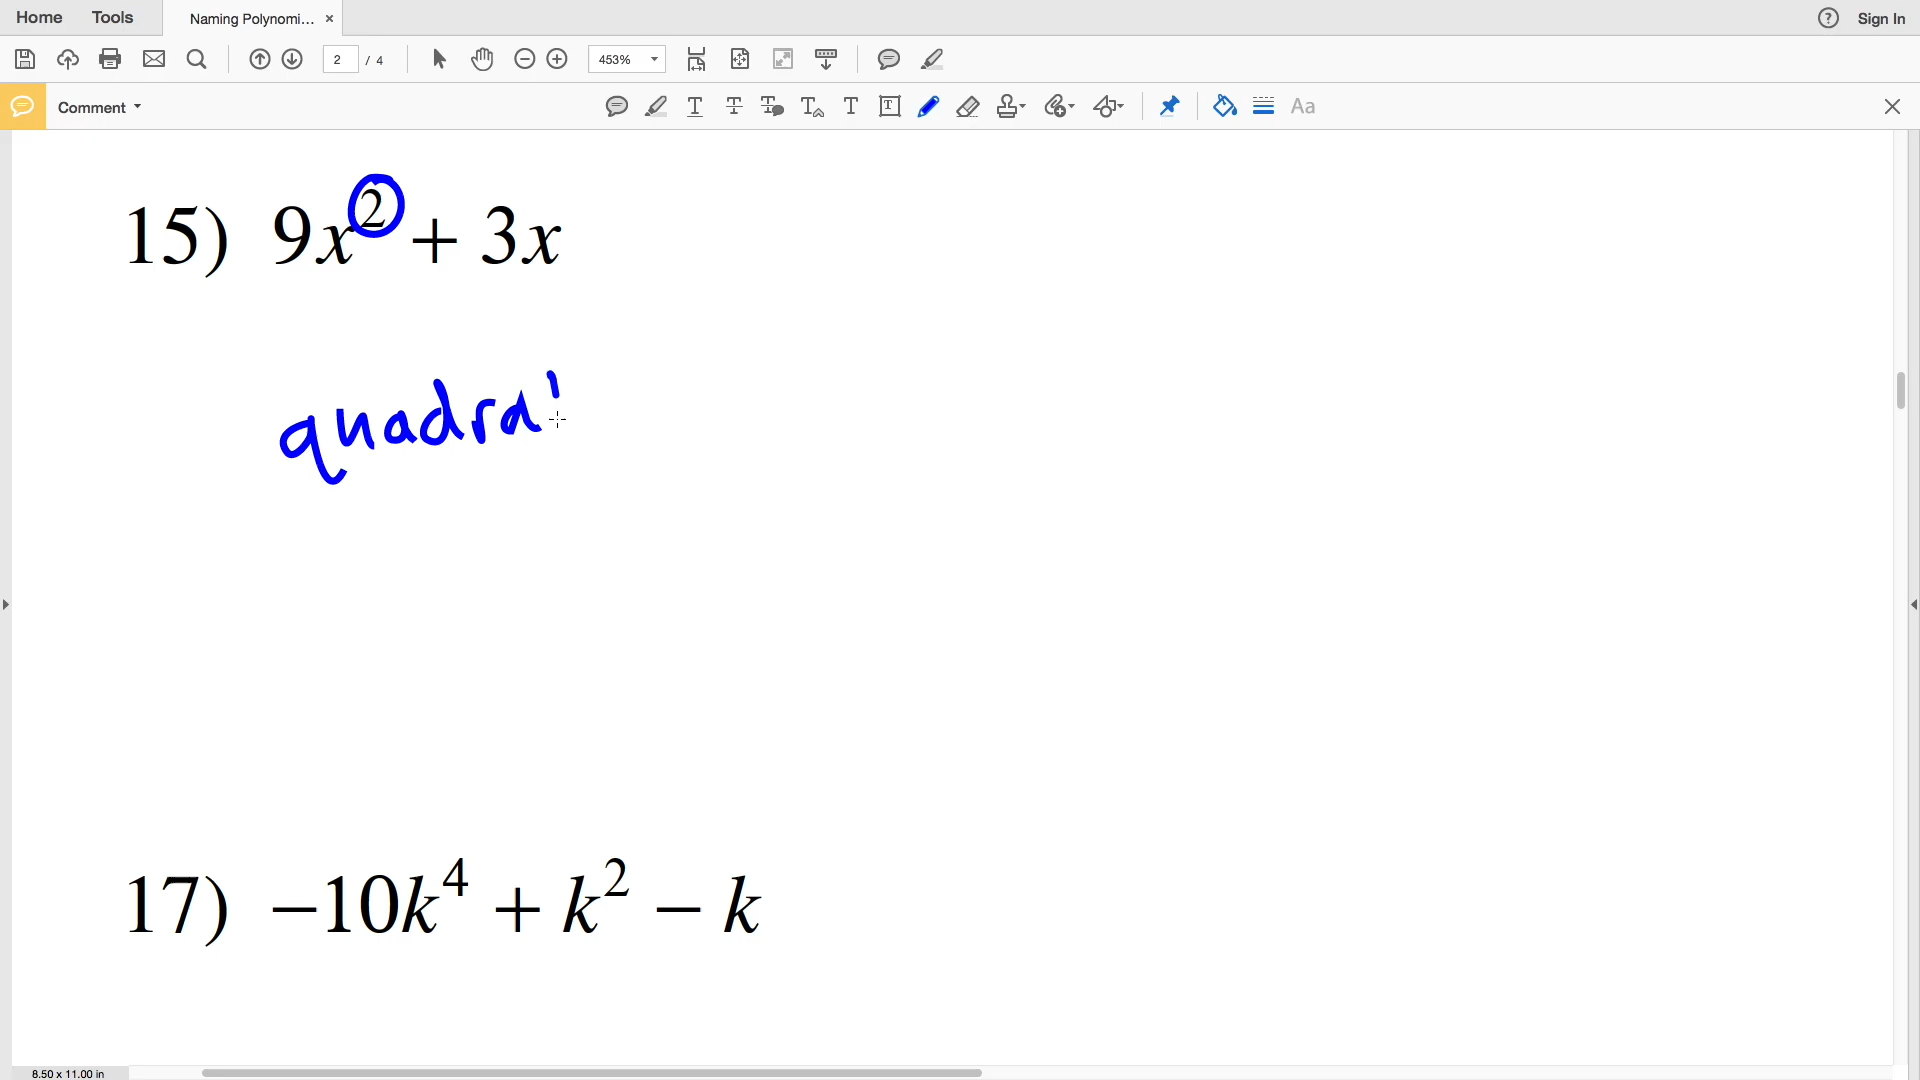 Home Tools Naming Polynomi... × ? Sign In
2 / 4 453%
Comment Aa
15) 9x² + 3x
quadra
17) −10k⁴ + k² − k
8.50 x 11.00 in